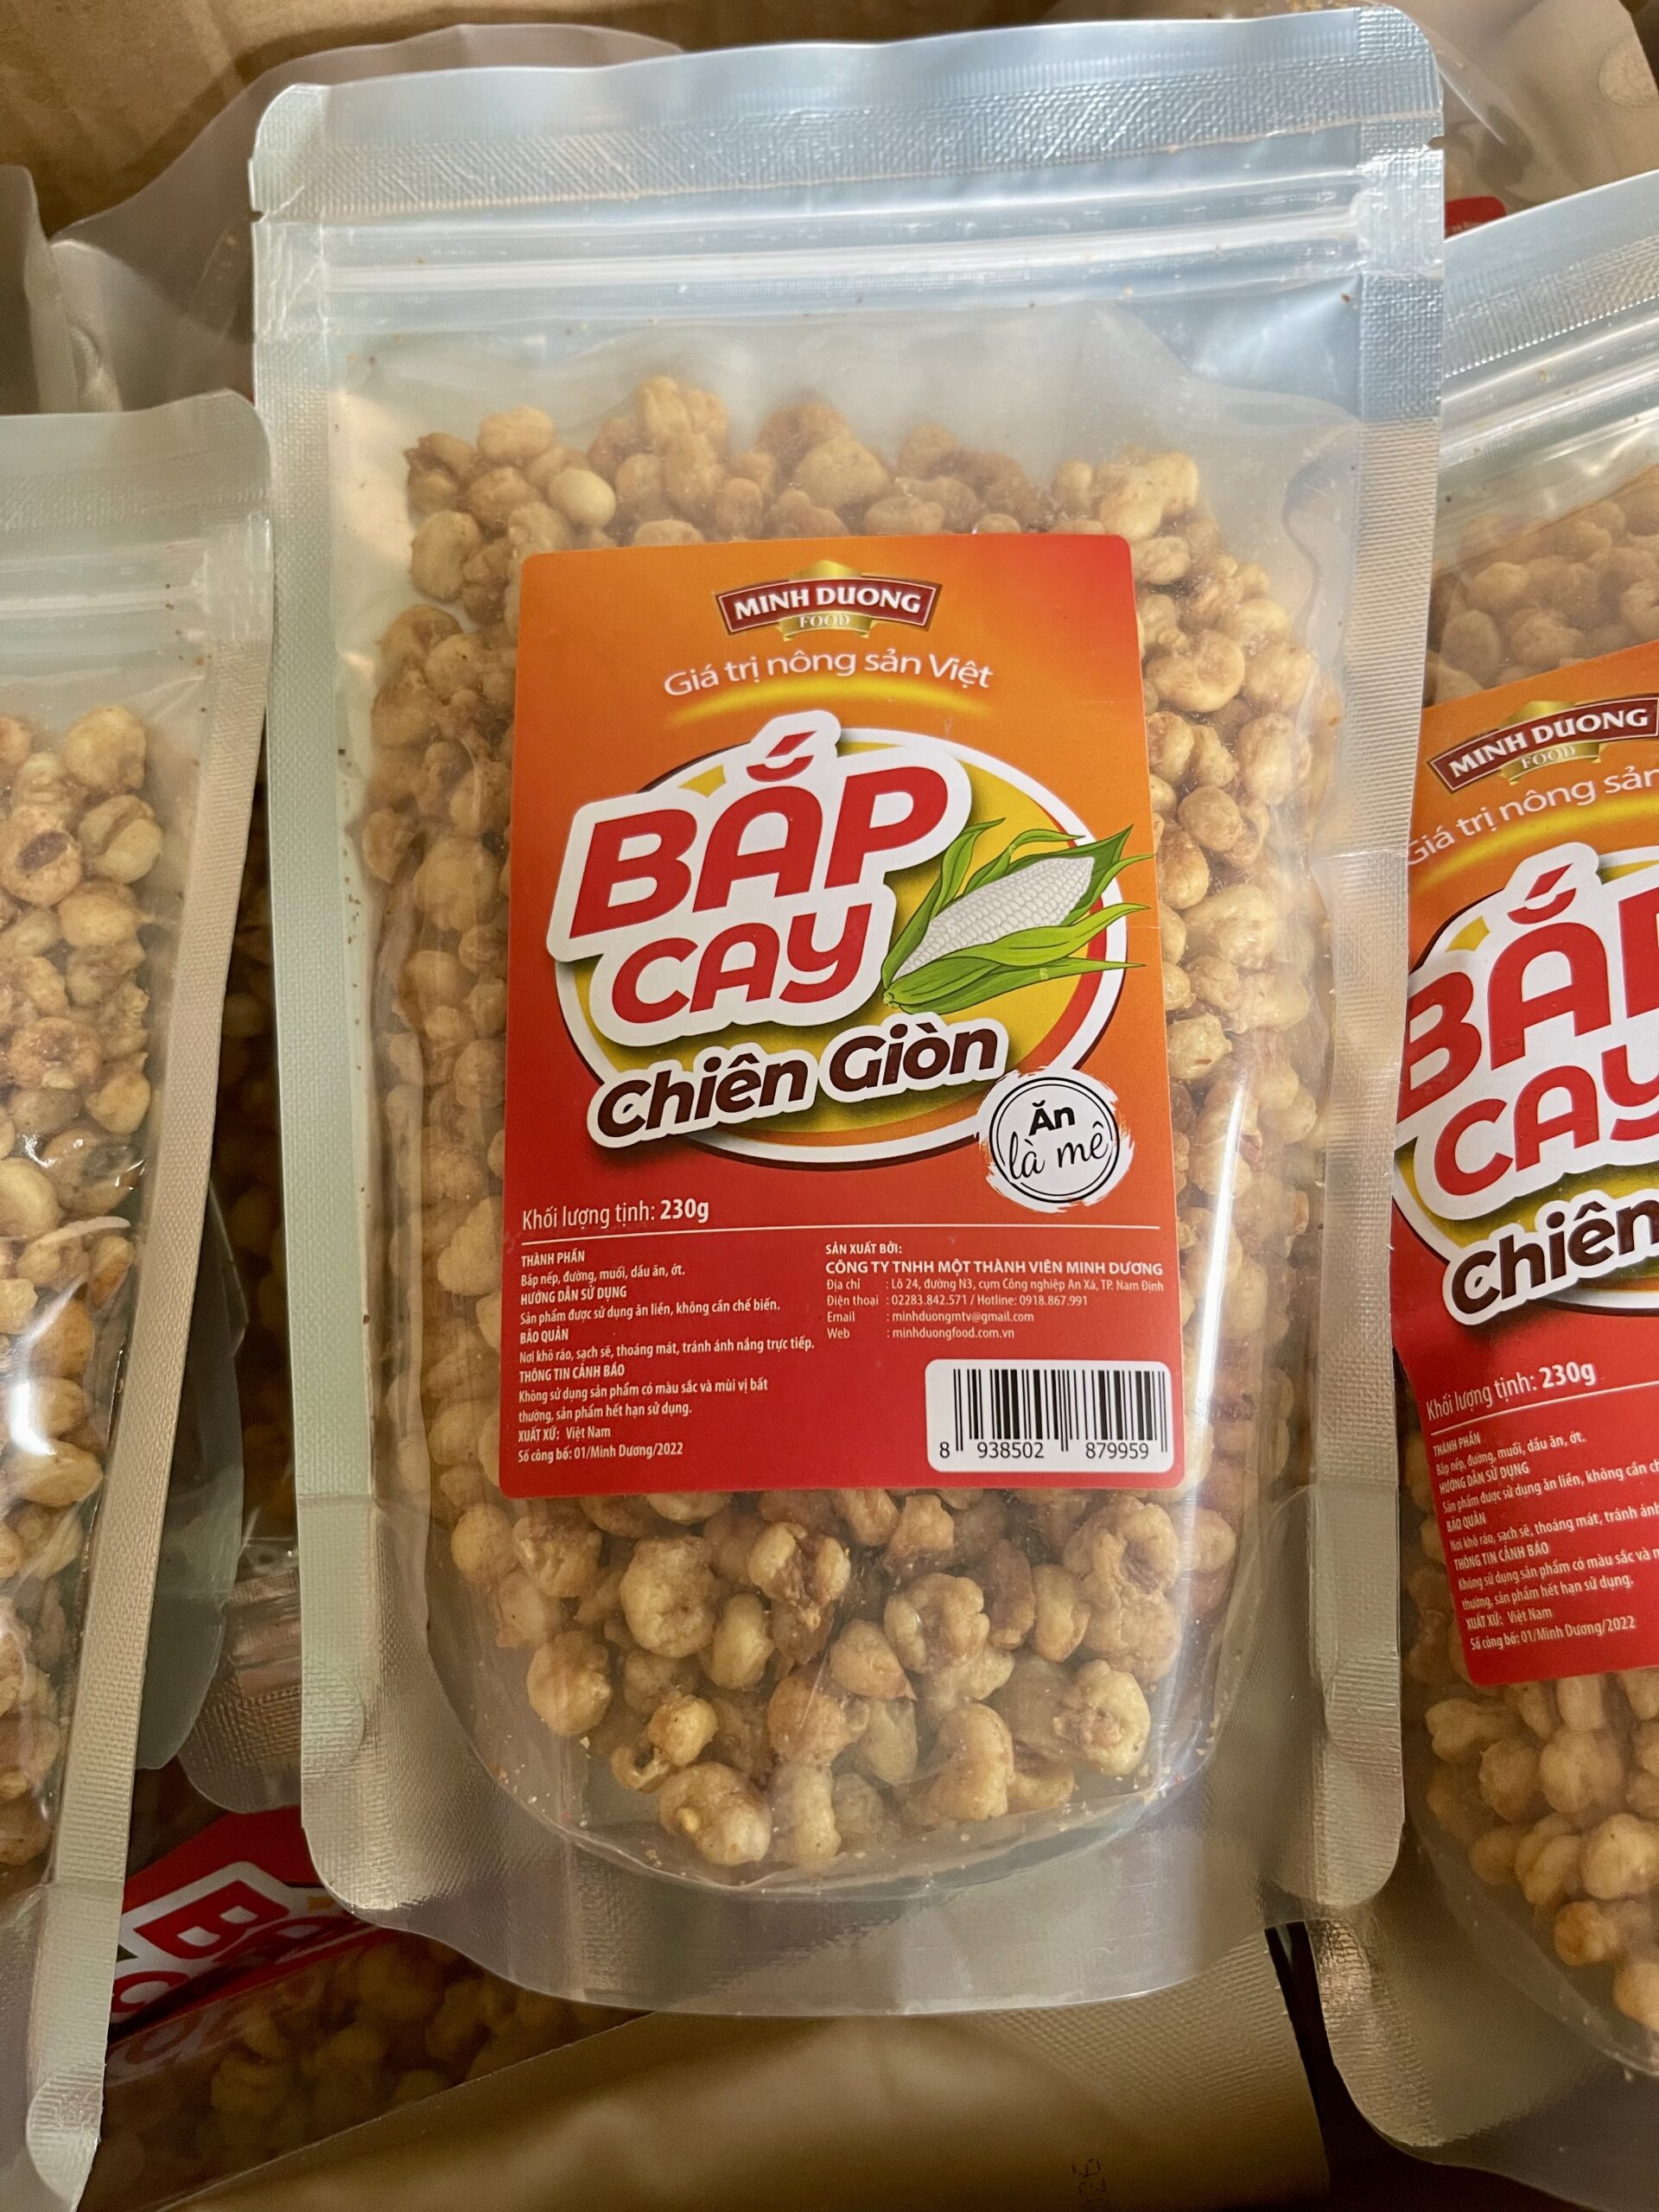 MINH DUONG
FOOD
Giá trị nông sản Việt
BẮP
CAY
Chiên Giòn
Ăn
là mê
Khối lượng tịnh: 230g
THÀNH PHẦN
Bắp nếp, đường, muối, dầu ăn, ớt.
HƯỚNG DẪN SỬ DỤNG
Sản phẩm được sử dụng ăn liền, không cần chế biến.
BẢO QUẢN
Nơi khô ráo, sạch sẽ, thoáng mát, tránh ánh nắng trực tiếp.
THÔNG TIN CẢNH BÁO
Không sử dụng sản phẩm có màu sắc và mùi vị bất
thường, sản phẩm hết hạn sử dụng.
XUẤT XỨ: Việt Nam
Số công bố: 01/Minh Dương/2022
SẢN XUẤT BỞI:
CÔNG TY TNHH MỘT THÀNH VIÊN MINH DƯƠNG
Địa chỉ : Lô 24, đường N3, cụm Công nghiệp An Xá, TP. Nam Định
Điện thoại : 02283.842.571 / Hotline: 0918.867.991
Email : minhduongmtv@gmail.com
Web : minhduongfood.com.vn
8 938502 879959
MINH DUONG
FOOD
Giá trị nông sản
BẮP
CAY
Chiên
Khối lượng tịnh: 230g
THÀNH PHẦN
Bắp nếp, đường, muối, dầu ăn, ớt.
HƯỚNG DẪN SỬ DỤNG
Sản phẩm được sử dụng ăn liền, không cần
BẢO QUẢN
Nơi khô ráo, sạch sẽ, thoáng mát, tránh ánh
THÔNG TIN CẢNH BÁO
Không sử dụng sản phẩm có màu sắc và
thường, sản phẩm hết hạn sử dụng.
XUẤT XỨ: Việt Nam
Số công bố: 01/Minh Dương/2022